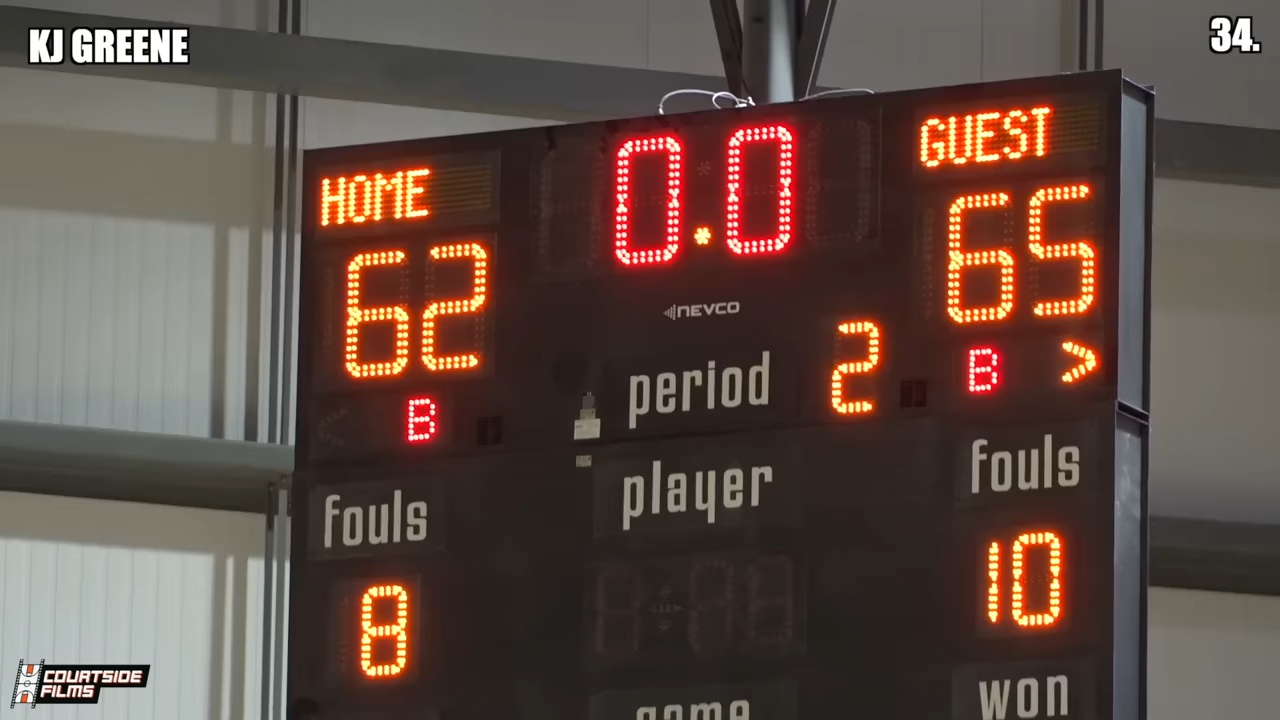 KJ GREENE
34.
HOME
0.0
GUEST
62
65
NEVCO
B
period
2
B >
fouls
player
fouls
8
10
game
won
COURTSIDE
FILMS